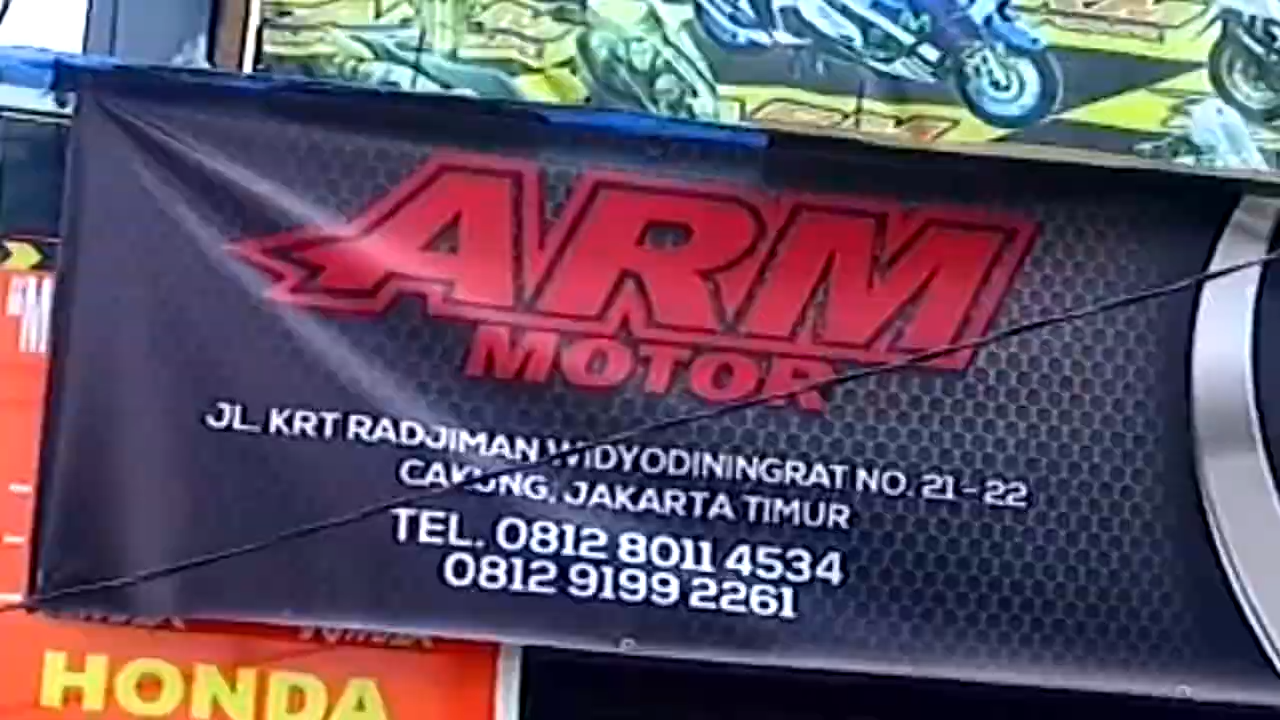 ARM
MOTOR
JL. KRT RADJIMAN WIDYODININGRAT NO. 21 - 22
CAKUNG, JAKARTA TIMUR
TEL. 0812 8011 4534
0812 9199 2261
HONDA